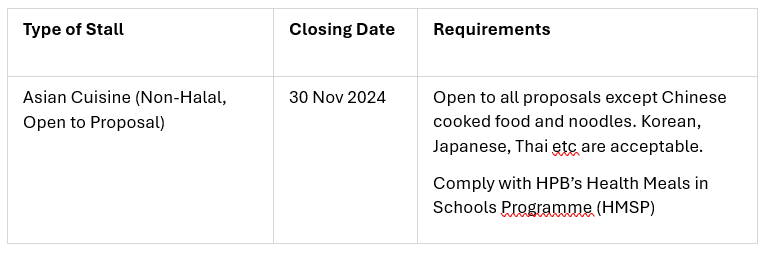 Type of Stall
Closing Date
Requirements
Asian Cuisine (Non-Halal,
Open to Proposal)
30 Nov 2024
Open to all proposals except Chinese
cooked food and noodles. Korean,
Japanese, Thai etc are acceptable.
Comply with HPB’s Health Meals in
Schools Programme (HMSP)